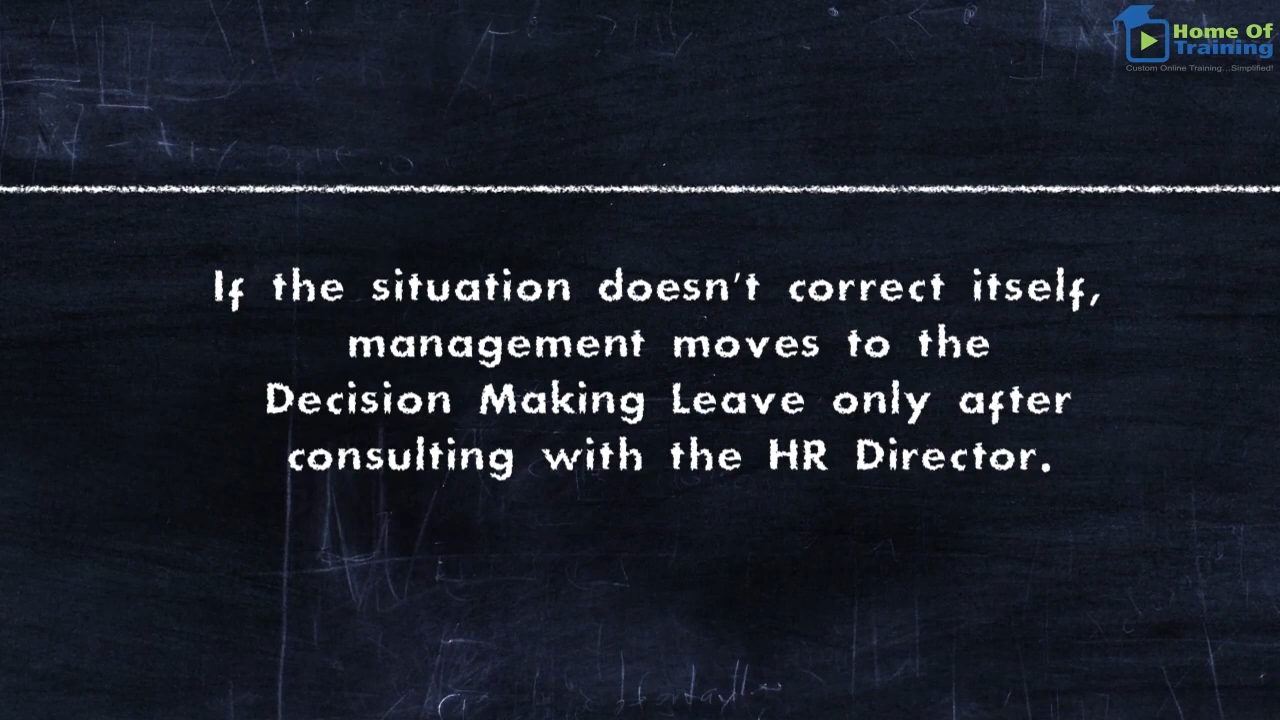 Home Of
Training
Custom Online Training...Simplified!
If the situation doesn't correct itself,
management moves to the
Decision Making Leave only after
consulting with the HR Director.